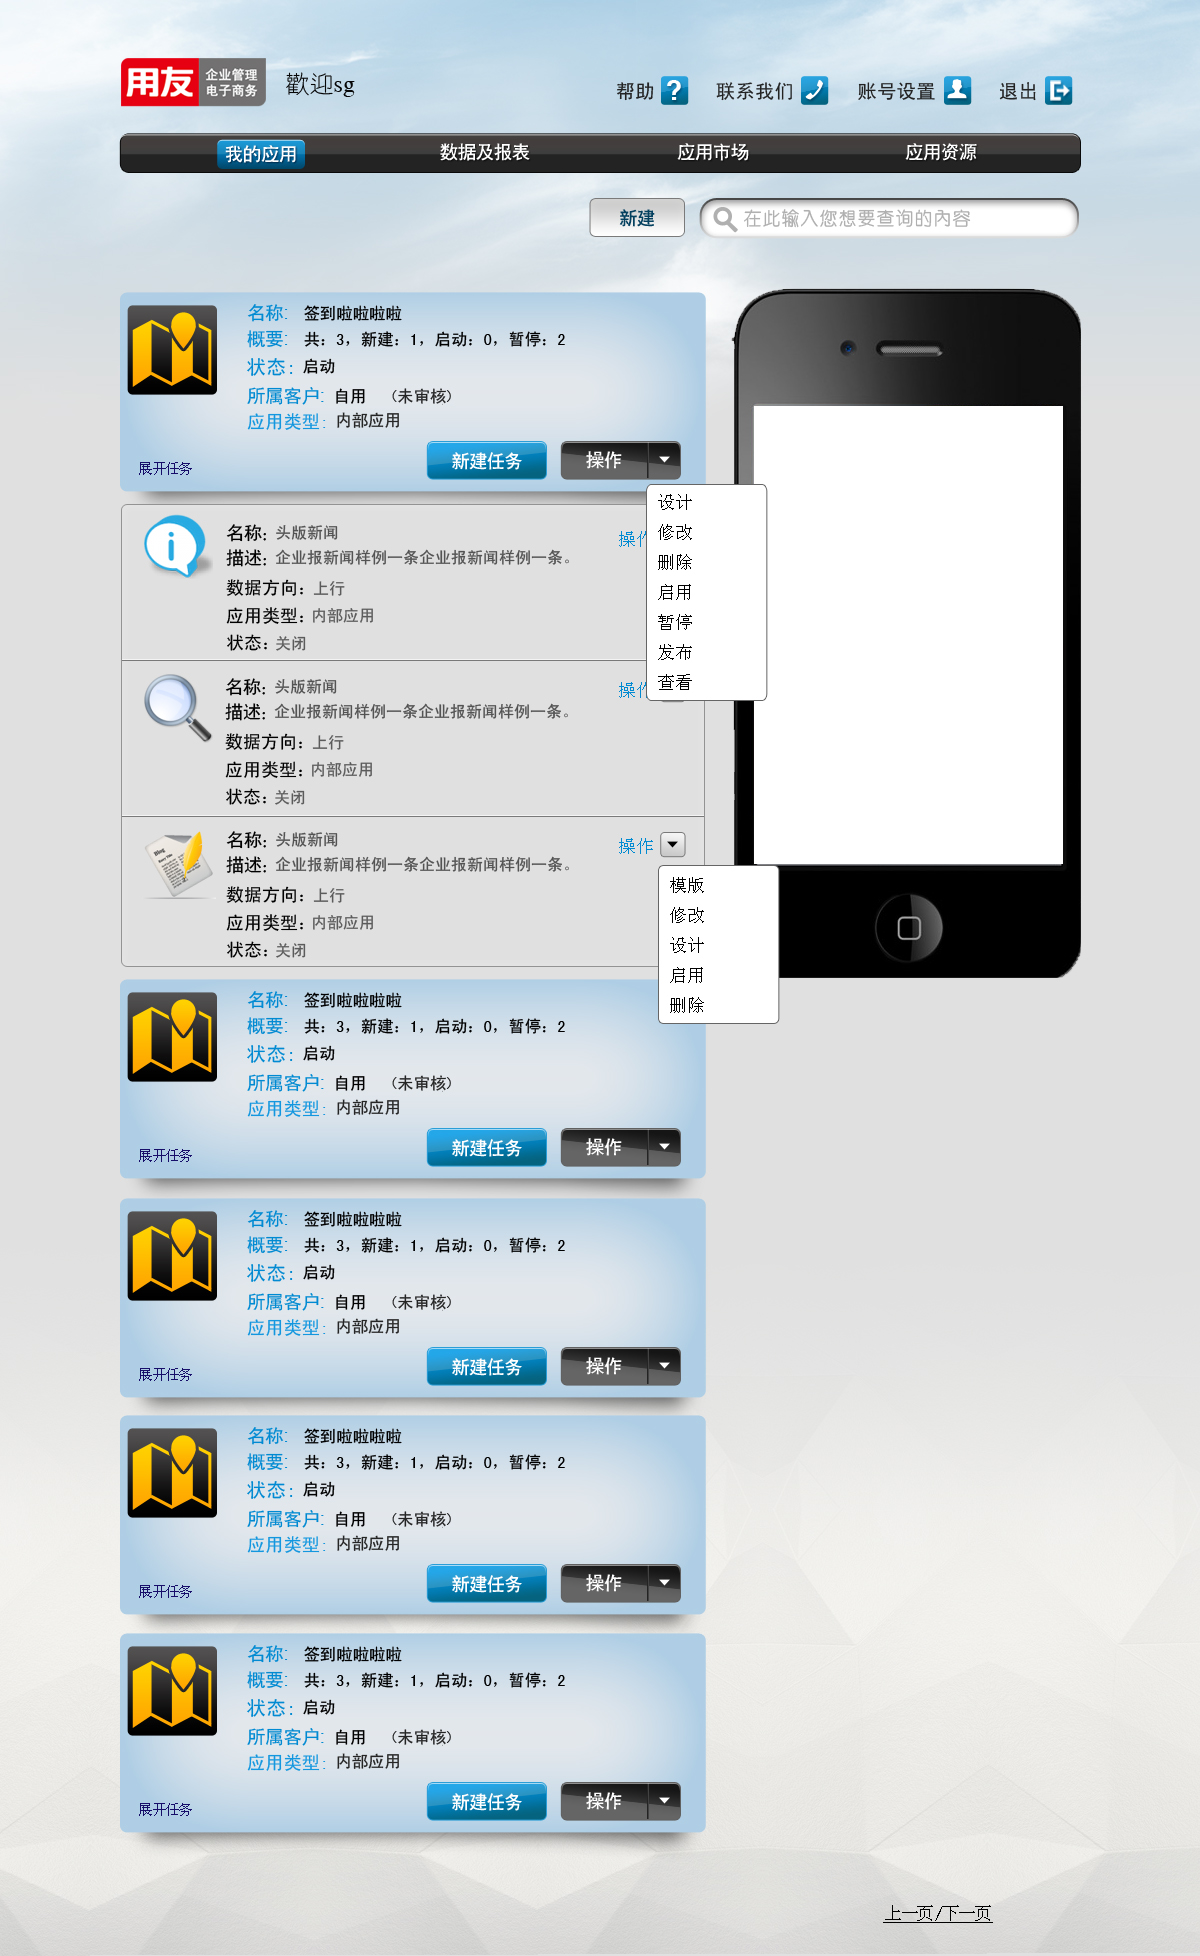 用友 企业管理
电子商务
歡迎sg
帮助 ? 联系我们 账号设置 退出
我的应用 数据及报表 应用市场 应用资源
新建 在此输入您想要查询的内容
名称: 签到啦啦啦啦
概要: 共：3，新建：1，启动：0，暂停：2
状态： 启动
所属客户: 自用 （未审核）
应用类型： 内部应用
展开任务 新建任务 操作
设计
修改
删除
启用
暂停
发布
查看
名称： 头版新闻
操作
描述： 企业报新闻样例一条企业报新闻样例一条。
数据方向： 上行
应用类型： 内部应用
状态： 关闭
名称： 头版新闻
操作
描述： 企业报新闻样例一条企业报新闻样例一条。
数据方向： 上行
应用类型： 内部应用
状态： 关闭
Blog
名称： 头版新闻
操作
描述： 企业报新闻样例一条企业报新闻样例一条。
数据方向： 上行
应用类型： 内部应用
状态： 关闭
模版
修改
设计
启用
删除
名称: 签到啦啦啦啦
概要: 共：3，新建：1，启动：0，暂停：2
状态： 启动
所属客户: 自用 （未审核）
应用类型： 内部应用
展开任务 新建任务 操作
名称: 签到啦啦啦啦
概要: 共：3，新建：1，启动：0，暂停：2
状态： 启动
所属客户: 自用 （未审核）
应用类型： 内部应用
展开任务 新建任务 操作
名称: 签到啦啦啦啦
概要: 共：3，新建：1，启动：0，暂停：2
状态： 启动
所属客户: 自用 （未审核）
应用类型： 内部应用
展开任务 新建任务 操作
名称: 签到啦啦啦啦
概要: 共：3，新建：1，启动：0，暂停：2
状态： 启动
所属客户: 自用 （未审核）
应用类型： 内部应用
展开任务 新建任务 操作
上一页/下一页